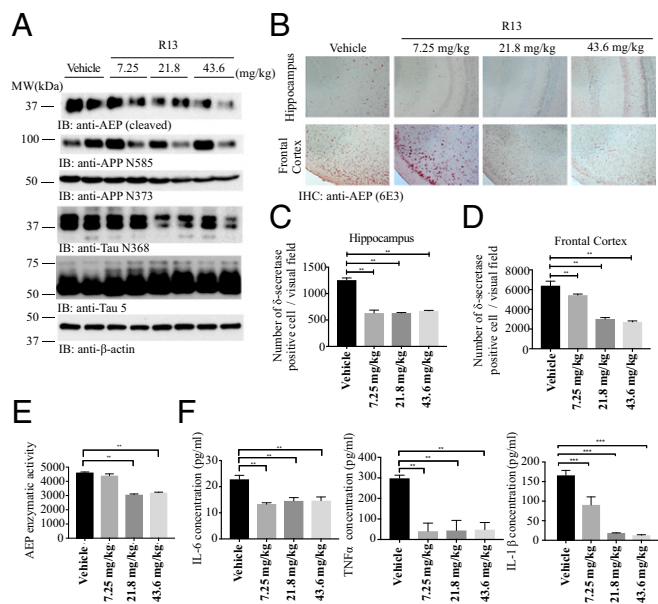 A
R13
Vehicle 7.25 21.8 43.6 (mg/kg)
MW(kDa)
37
IB: anti-AEP (cleaved)
100
IB: anti-APP N585
50
IB: anti-APP N373
37
IB: anti-Tau N368
75
50
IB: anti-Tau 5
37
IB: anti-β-actin
B
R13
Vehicle 7.25 mg/kg 21.8 mg/kg 43.6 mg/kg
Hippocampus
Frontal
Cortex
IHC: anti-AEP (6E3)
C
Hippocampus
Number of δ-secretase
positive cell / visual field
1500
1000
500
0
** ** **
Vehicle
7.25 mg/kg
21.8 mg/kg
43.6 mg/kg
D
Frontal Cortex
Number of δ-secretase
positive cell / visual field
8000
6000
4000
2000
0
** ** **
Vehicle
7.25 mg/kg
21.8 mg/kg
43.6 mg/kg
E
AEP enzymatic activity
5000
4000
3000
2000
1000
0
** **
Vehicle
7.25 mg/kg
21.8 mg/kg
43.6 mg/kg
F
IL-6 concentration (pg/ml)
30
20
10
0
** ** **
Vehicle
7.25 mg/kg
21.8 mg/kg
43.6 mg/kg
TNFα concentration (pg/ml)
400
300
200
100
0
** ** **
Vehicle
7.25 mg/kg
21.8 mg/kg
43.6 mg/kg
IL-1 β concentration (pg/ml)
200
150
100
50
0
*** *** ***
Vehicle
7.25 mg/kg
21.8 mg/kg
43.6 mg/kg